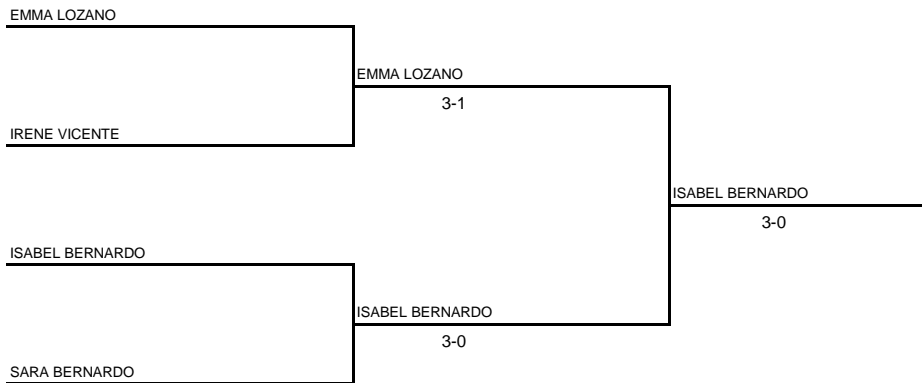 EMMA LOZANO
EMMA LOZANO
3-1
IRENE VICENTE
ISABEL BERNARDO
3-0
ISABEL BERNARDO
ISABEL BERNARDO
3-0
SARA BERNARDO